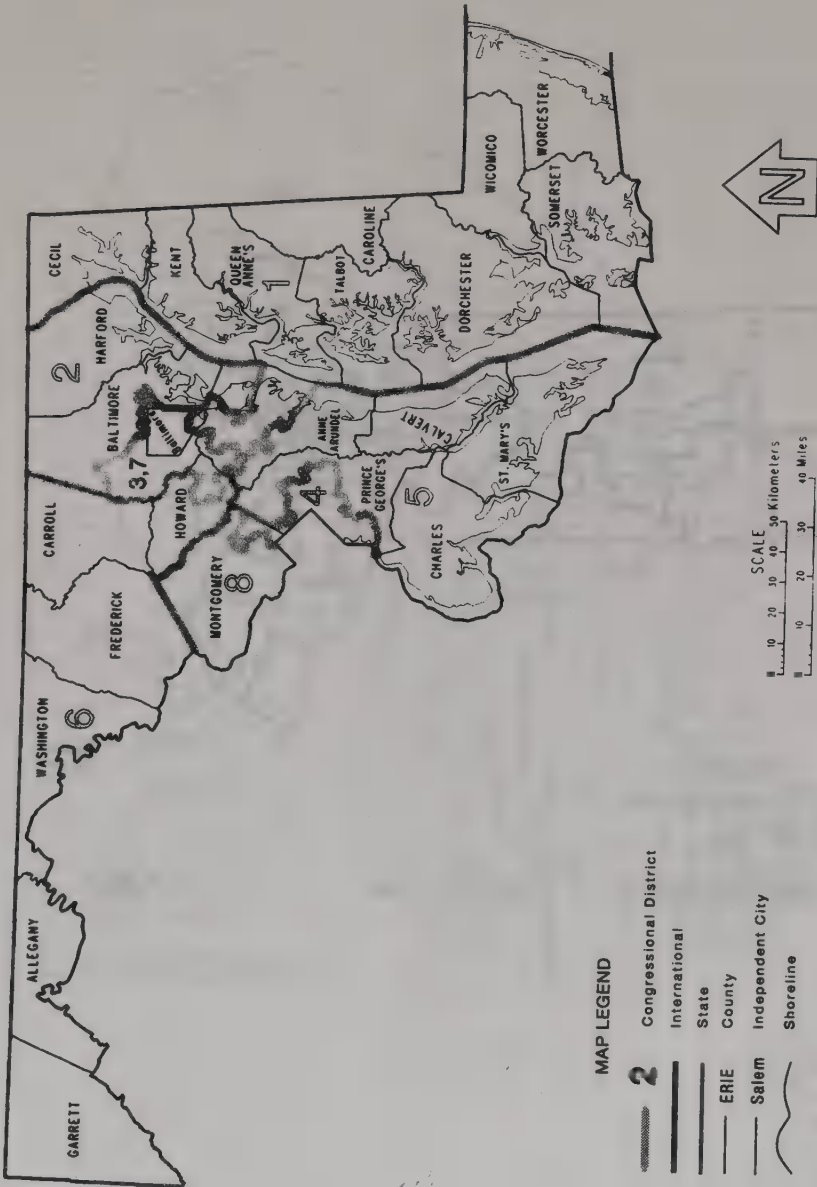 GARRETT
ALLEGANY
WASHINGTON
6
FREDERICK
CARROLL
BALTIMORE
2
HARFORD
CECIL
Baltimore
3,7
HOWARD
MONTGOMERY
8
KENT
QUEEN
ANNE'S
1
4
ANNE
ARUNDEL
TALBOT
CAROLINE
PRINCE
GEORGE'S
5
CALVERT
CHARLES
ST. MARY'S
DORCHESTER
WICOMICO
WORCESTER
SOMERSET
N
MAP LEGEND
2 Congressional District
International
State
ERIE County
Salem Independent City
Shoreline
SCALE
10 20 30 40 50 Kilometers
10 20 30 40 Miles